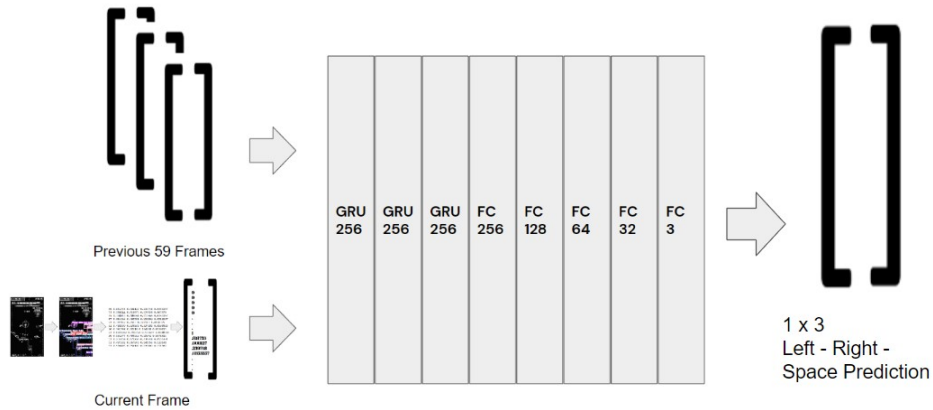 Previous 59 Frames
Current Frame
GRU
256
GRU
256
GRU
256
FC
256
FC
128
FC
64
FC
32
FC
3
1 x 3
Left - Right -
Space Prediction